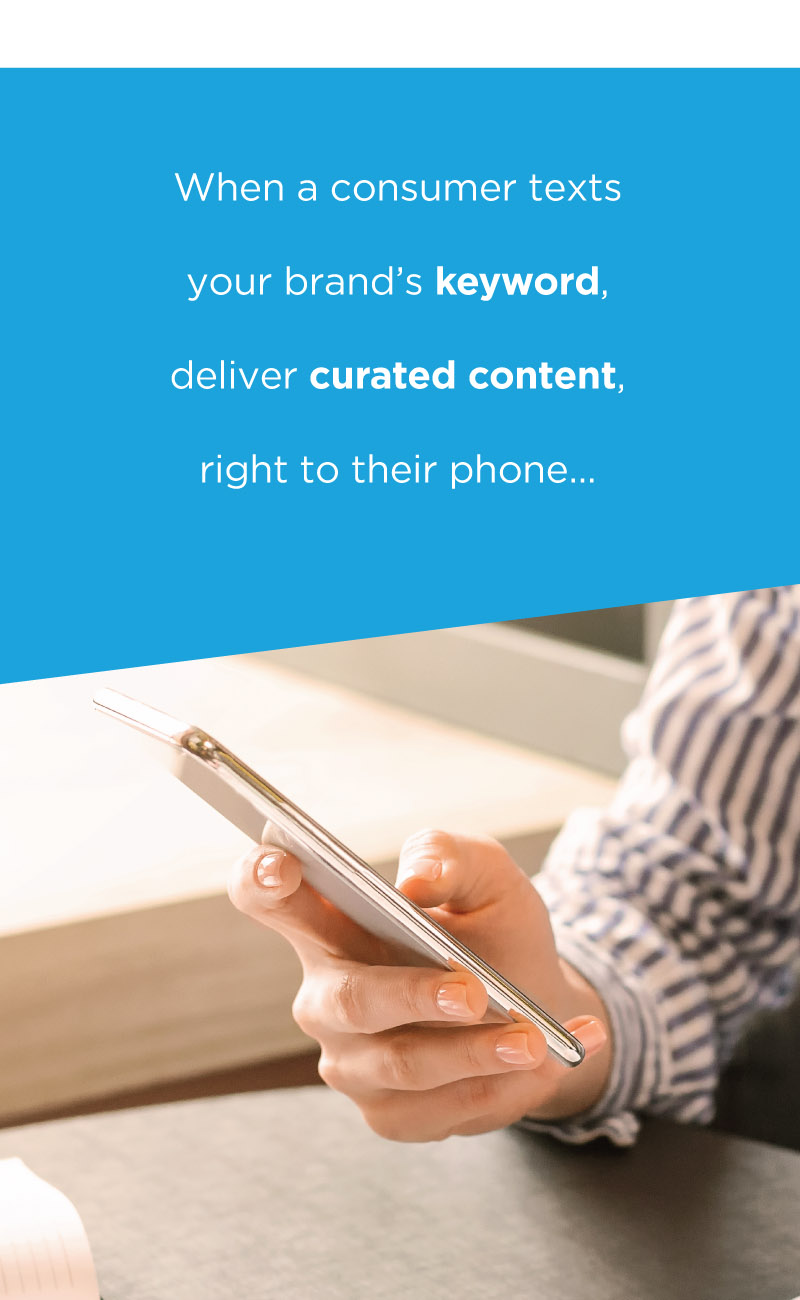 When a consumer texts
your brand’s keyword,
deliver curated content,
right to their phone...